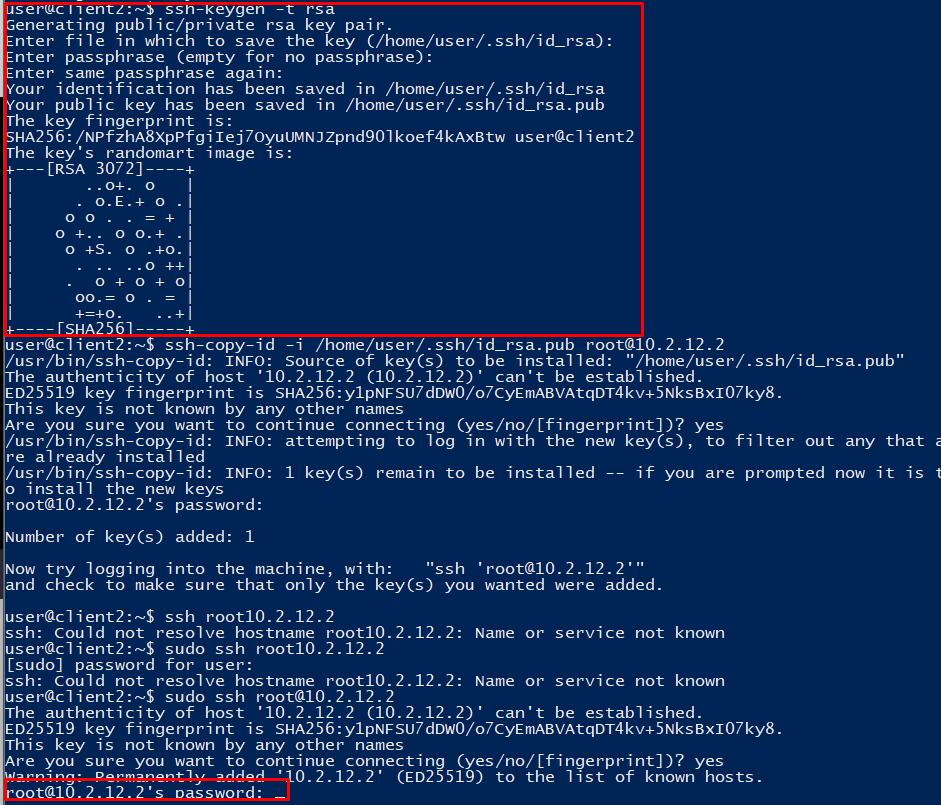 user@client2:~$ ssh-keygen -t rsa
Generating public/private rsa key pair.
Enter file in which to save the key (/home/user/.ssh/id_rsa):
Enter passphrase (empty for no passphrase):
Enter same passphrase again:
Your identification has been saved in /home/user/.ssh/id_rsa
Your public key has been saved in /home/user/.ssh/id_rsa.pub
The key fingerprint is:
SHA256:/NPfzhA8XpPfgiIej7OyuUMNJZpnd90lkoef4kAxBtw user@client2
The key's randomart image is:
+---[RSA 3072]----+
|       ..o+. o   |
|      . o.E.+ o .|
|     o o . . = + |
|    o +.. o o.+ .|
|     o +S. o .+o.|
|      . .. ..o ++|
|     .  o + o + o|
|      oo.= o . = |
|      +=+o.   ..+|
+----[SHA256]-----+
user@client2:~$ ssh-copy-id -i /home/user/.ssh/id_rsa.pub root@10.2.12.2
/usr/bin/ssh-copy-id: INFO: Source of key(s) to be installed: "/home/user/.ssh/id_rsa.pub"
The authenticity of host '10.2.12.2 (10.2.12.2)' can't be established.
ED25519 key fingerprint is SHA256:y1pNFSU7dDW0/o7CyEmABVAtqDT4kv+5NksBxI07ky8.
This key is not known by any other names
Are you sure you want to continue connecting (yes/no/[fingerprint])? yes
/usr/bin/ssh-copy-id: INFO: attempting to log in with the new key(s), to filter out any that a
re already installed
/usr/bin/ssh-copy-id: INFO: 1 key(s) remain to be installed -- if you are prompted now it is t
o install the new keys
root@10.2.12.2's password:
Number of key(s) added: 1
Now try logging into the machine, with:   "ssh 'root@10.2.12.2'"
and check to make sure that only the key(s) you wanted were added.
user@client2:~$ ssh root10.2.12.2
ssh: Could not resolve hostname root10.2.12.2: Name or service not known
user@client2:~$ sudo ssh root10.2.12.2
[sudo] password for user:
ssh: Could not resolve hostname root10.2.12.2: Name or service not known
user@client2:~$ sudo ssh root@10.2.12.2
The authenticity of host '10.2.12.2 (10.2.12.2)' can't be established.
ED25519 key fingerprint is SHA256:y1pNFSU7dDW0/o7CyEmABVAtqDT4kv+5NksBxI07ky8.
This key is not known by any other names
Are you sure you want to continue connecting (yes/no/[fingerprint])? yes
Warning: Permanently added '10.2.12.2' (ED25519) to the list of known hosts.
root@10.2.12.2's password: _